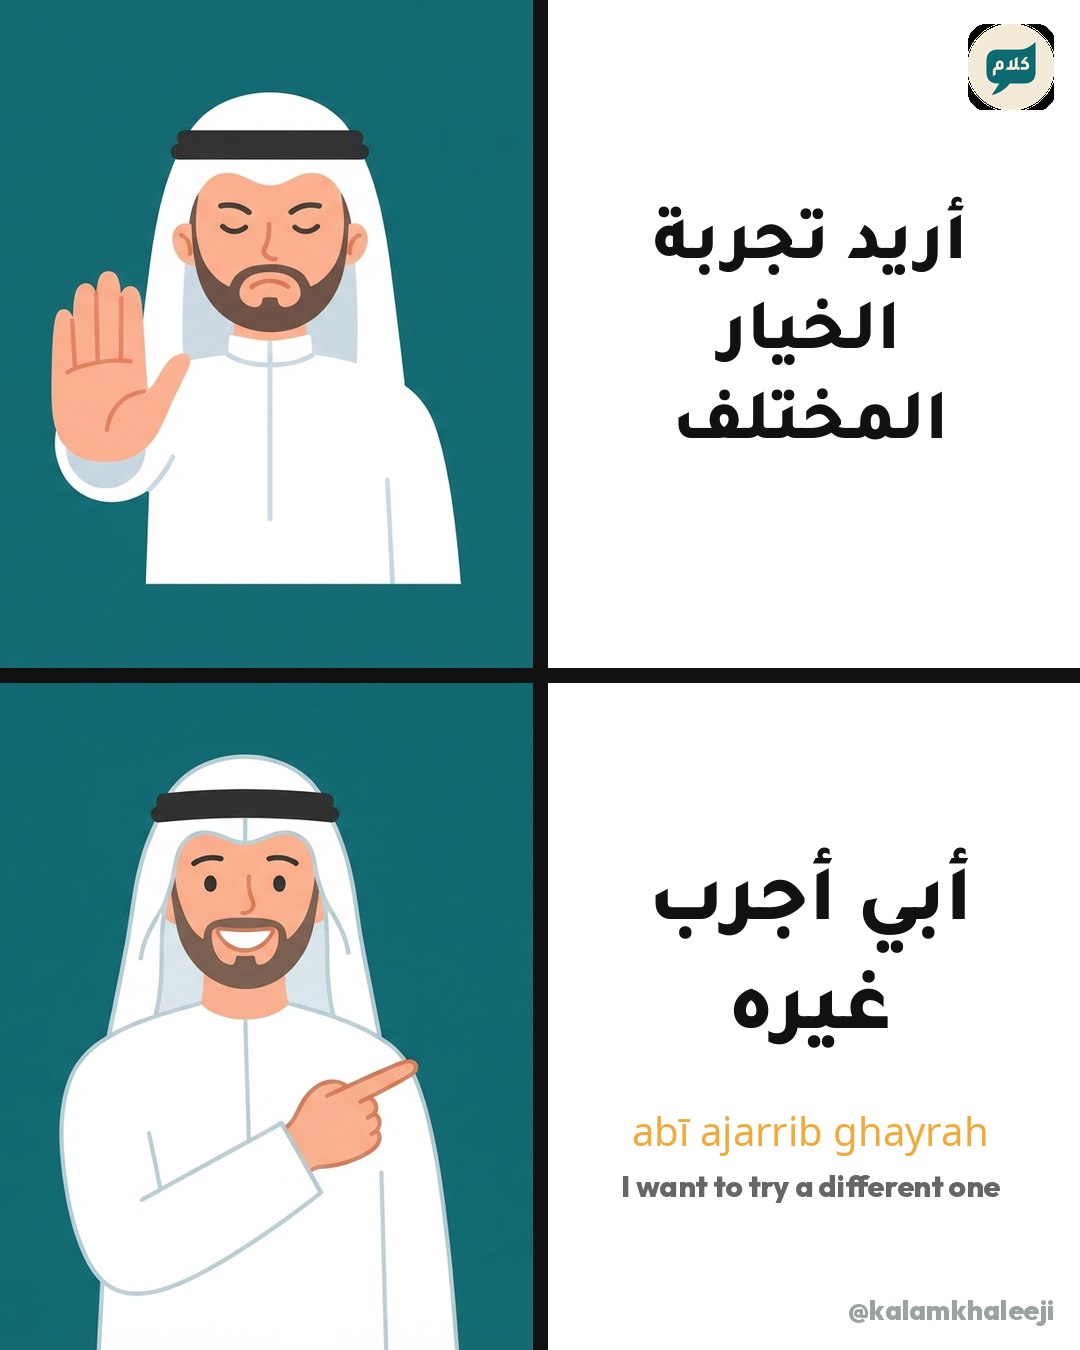 كلام
أريد تجربة
الخيار
المختلف
أبي أجرب
غيره
abī ajarrib ghayrah
I want to try a different one
@kalamkhaleeji